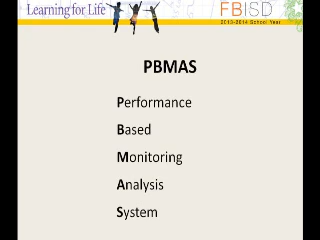 Learning for Life
FBISD
2013-2014 School Year
PBMAS
Performance
Based
Monitoring
Analysis
System